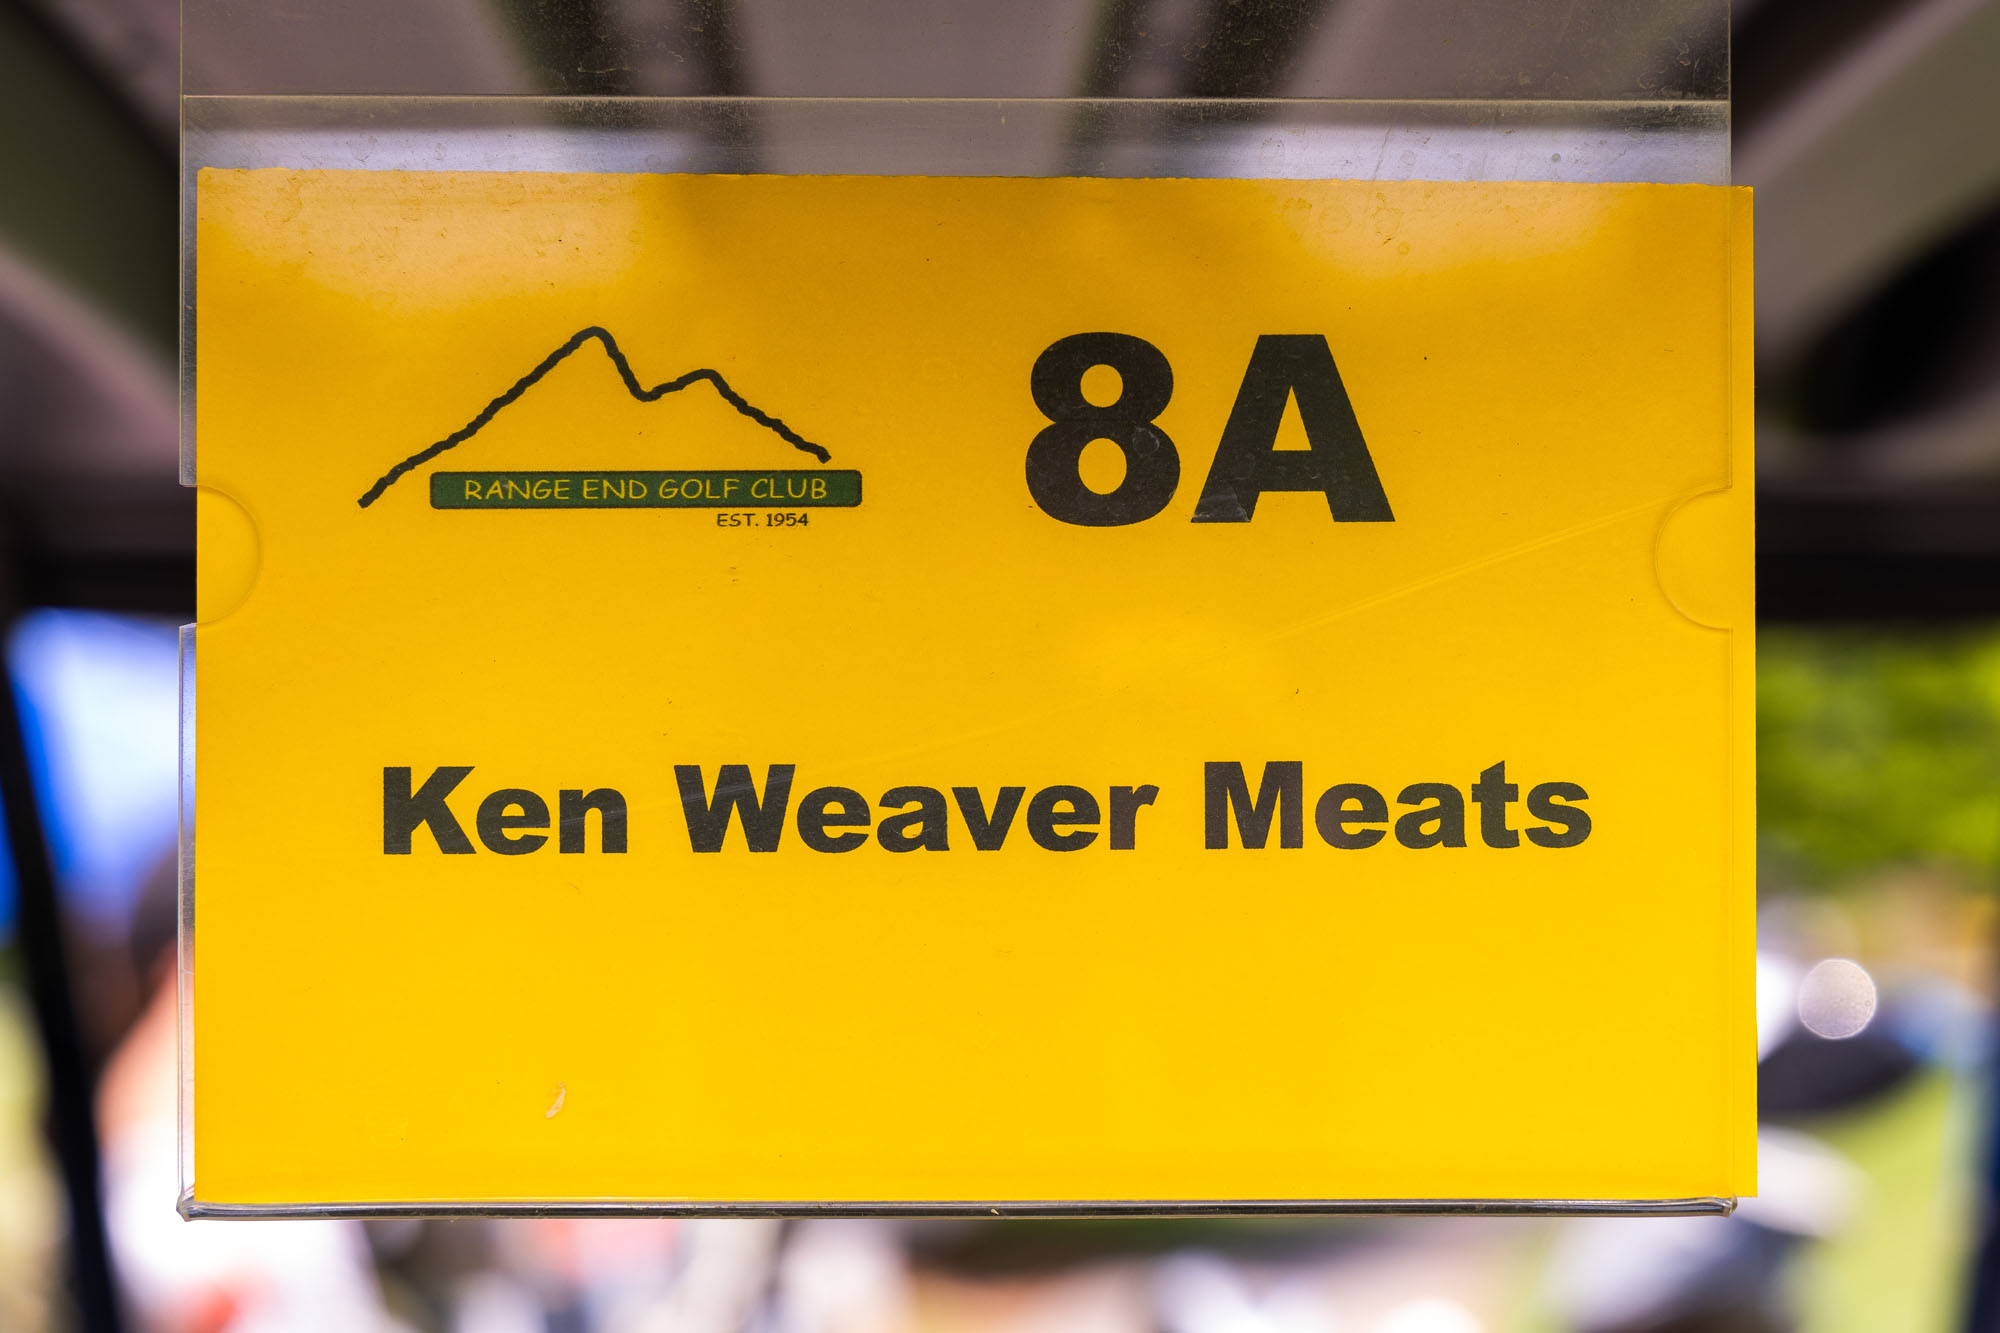 8A
RANGE END GOLF CLUB
EST. 1954
Ken Weaver Meats